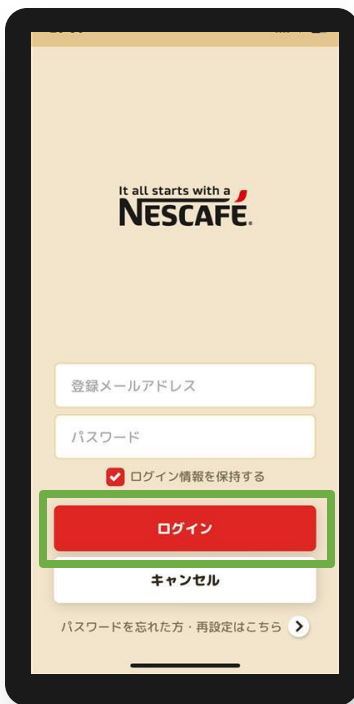 It all starts with a
NESCAFÉ.
登録メールアドレス
パスワード
ログイン情報を保持する
ログイン
キャンセル
パスワードを忘れた方・再設定はこちら